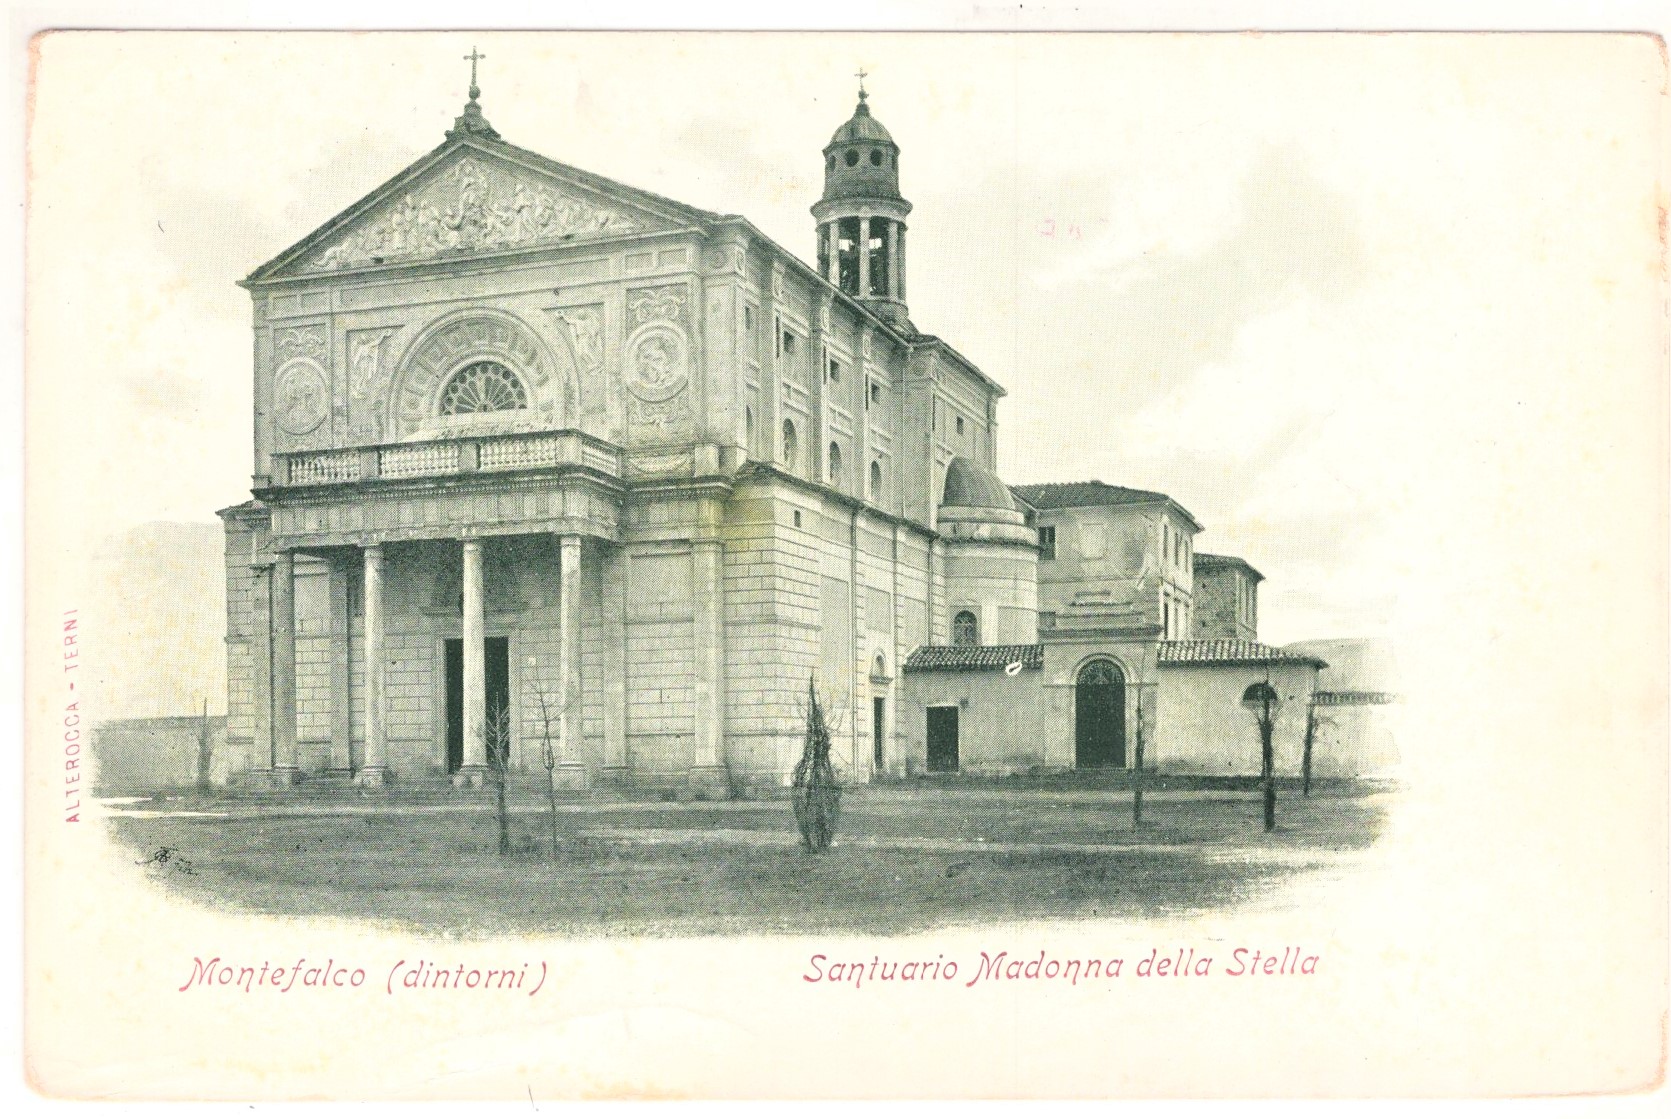 ALTEROCCA - TERNI
Montefalco (dintorni)
Santuario Madonna della Stella